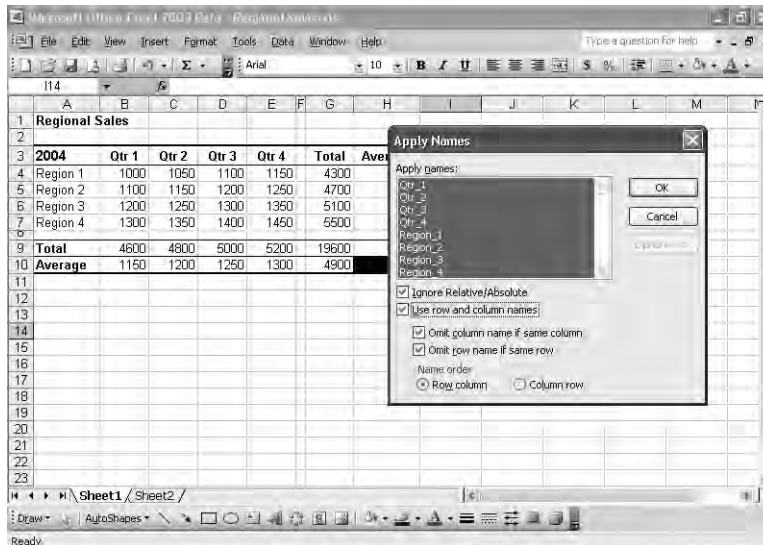 Microsoft Office Excel 2003 Beta - Regional Sales.xls
File Edit View Insert Format Tools Data Window Help Type a question for help
Arial 10 B I U $ %
I14 fx
A B C D E F G H I J K L M
1 Regional Sales
2
3 2004 Qtr 1 Qtr 2 Qtr 3 Qtr 4 Total Aver
4 Region 1 1000 1050 1100 1150 4300
5 Region 2 1100 1150 1200 1250 4700
6 Region 3 1200 1250 1300 1350 5100
7 Region 4 1300 1350 1400 1450 5500
8
9 Total 4600 4800 5000 5200 19600
10 Average 1150 1200 1250 1300 4900
11
12
13
14
15
16
17
18
19
20
21
22
23
Apply Names
Apply names:
Qtr_1
Qtr_2
Qtr_3
Qtr_4
Region_1
Region_2
Region_3
Region_4
OK
Cancel
Ignore Relative/Absolute
Use row and column names
Omit column name if same column
Omit row name if same row
Name order
Row column Column row
Sheet1 / Sheet2 /
Draw AutoShapes
Ready